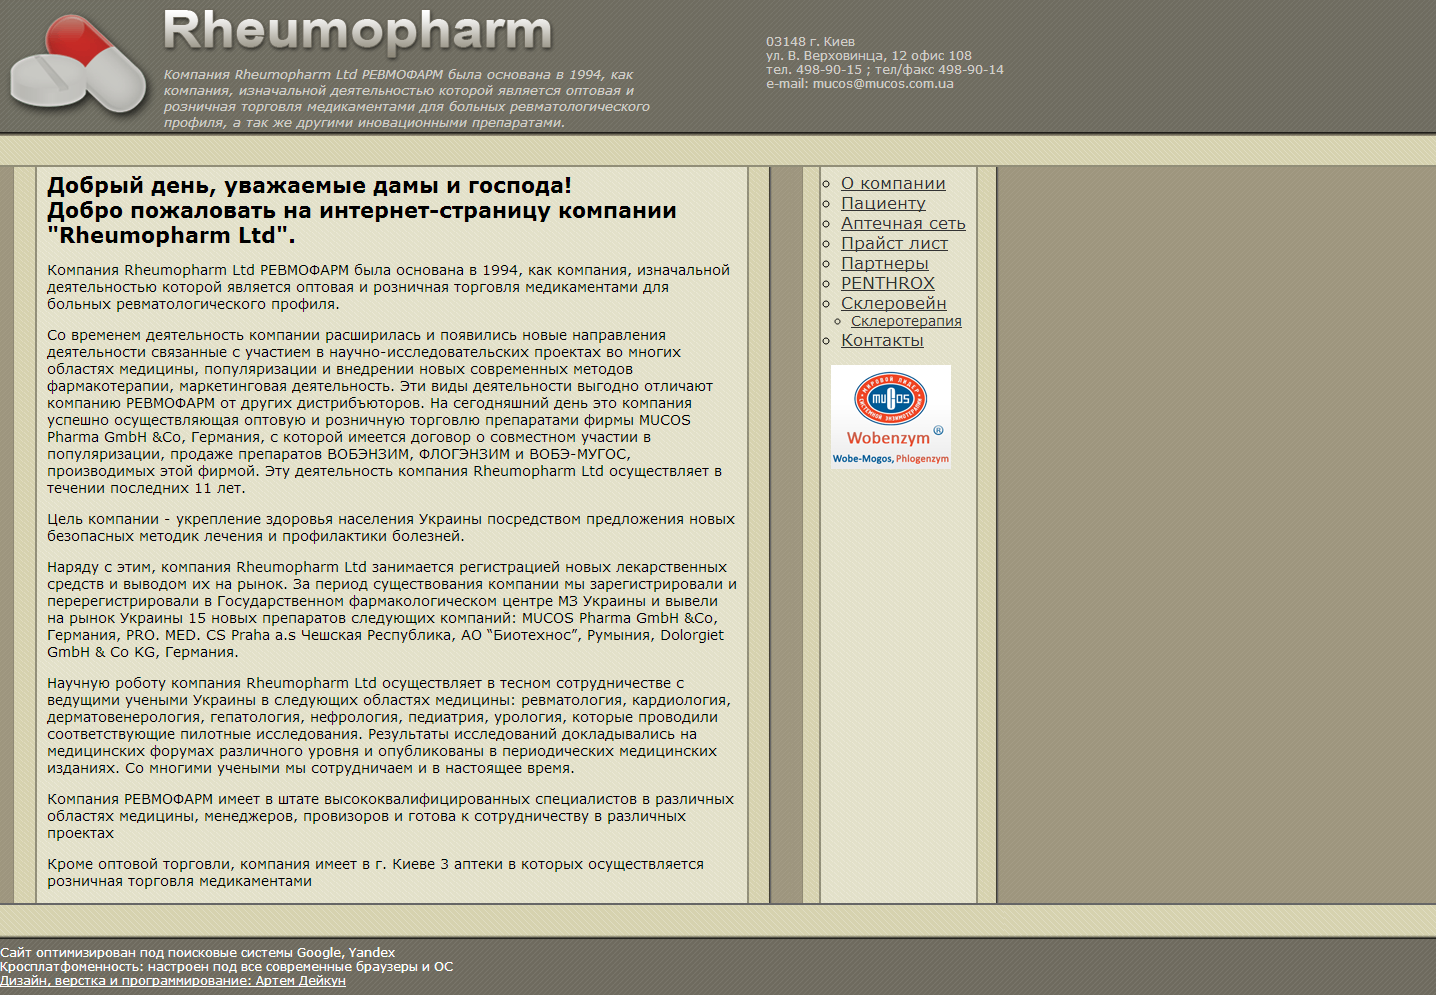 Rheumopharm
Компания Rheumopharm Ltd РЕВМОФАРМ была основана в 1994, как
компания, изначальной деятельностью которой является оптовая и
розничная торговля медикаментами для больных ревматологического
профиля, а так же другими иновационными препаратами.
03148 г. Киев
ул. В. Верховинца, 12 офис 108
тел. 498-90-15 ; тел/факс 498-90-14
e-mail: mucos@mucos.com.ua
Добрый день, уважаемые дамы и господа!
Добро пожаловать на интернет-страницу компании
"Rheumopharm Ltd".
Компания Rheumopharm Ltd РЕВМОФАРМ была основана в 1994, как компания, изначальной
деятельностью которой является оптовая и розничная торговля медикаментами для
больных ревматологического профиля.
Со временем деятельность компании расширилась и появились новые направления
деятельности связанные с участием в научно-исследовательских проектах во многих
областях медицины, популяризации и внедрении новых современных методов
фармакотерапии, маркетинговая деятельность. Эти виды деятельности выгодно отличают
компанию РЕВМОФАРМ от других дистрибъюторов. На сегодняшний день это компания
успешно осуществляющая оптовую и розничную торговлю препаратами фирмы MUCOS
Pharma GmbH &Co, Германия, с которой имеется договор о совместном участии в
популяризации, продаже препаратов ВОБЭНЗИМ, ФЛОГЭНЗИМ и ВОБЭ-МУГОС,
производимых этой фирмой. Эту деятельность компания Rheumopharm Ltd осуществляет в
течении последних 11 лет.
Цель компании - укрепление здоровья населения Украины посредством предложения новых
безопасных методик лечения и профилактики болезней.
Наряду с этим, компания Rheumopharm Ltd занимается регистрацией новых лекарственных
средств и выводом их на рынок. За период существования компании мы зарегистрировали и
перерегистрировали в Государственном фармакологическом центре МЗ Украины и вывели
на рынок Украины 15 новых препаратов следующих компаний: MUCOS Pharma GmbH &Co,
Германия, PRO. MED. CS Praha a.s Чешская Республика, АО “Биотехнос”, Румыния, Dolorgiet
GmbH & Co KG, Германия.
Научную роботу компания Rheumopharm Ltd осуществляет в тесном сотрудничестве с
ведущими учеными Украины в следующих областях медицины: ревматология, кардиология,
дерматовенерология, гепатология, нефрология, педиатрия, урология, которые проводили
соответствующие пилотные исследования. Результаты исследований докладывались на
медицинских форумах различного уровня и опубликованы в периодических медицинских
изданиях. Со многими учеными мы сотрудничаем и в настоящее время.
Компания РЕВМОФАРМ имеет в штате высококвалифицированных специалистов в различных
областях медицины, менеджеров, провизоров и готова к сотрудничеству в различных
проектах
Кроме оптовой торговли, компания имеет в г. Киеве 3 аптеки в которых осуществляется
розничная торговля медикаментами
О компании
Пациенту
Аптечная сеть
Прайст лист
Партнеры
PENTHROX
Склеровейн
Склеротерапия
Контакты
МИРОВОЙ ЛИДЕР
muCos
СИСТЕМНОЙ ЭНЗИМОТЕРАПИИ
Wobenzym ®
Wobe-Mogos, Phlogenzym
Сайт оптимизирован под поисковые системы Google, Yandex
Кросплатфоменность: настроен под все современные браузеры и ОС
Дизайн, верстка и программирование: Артем Дейкун